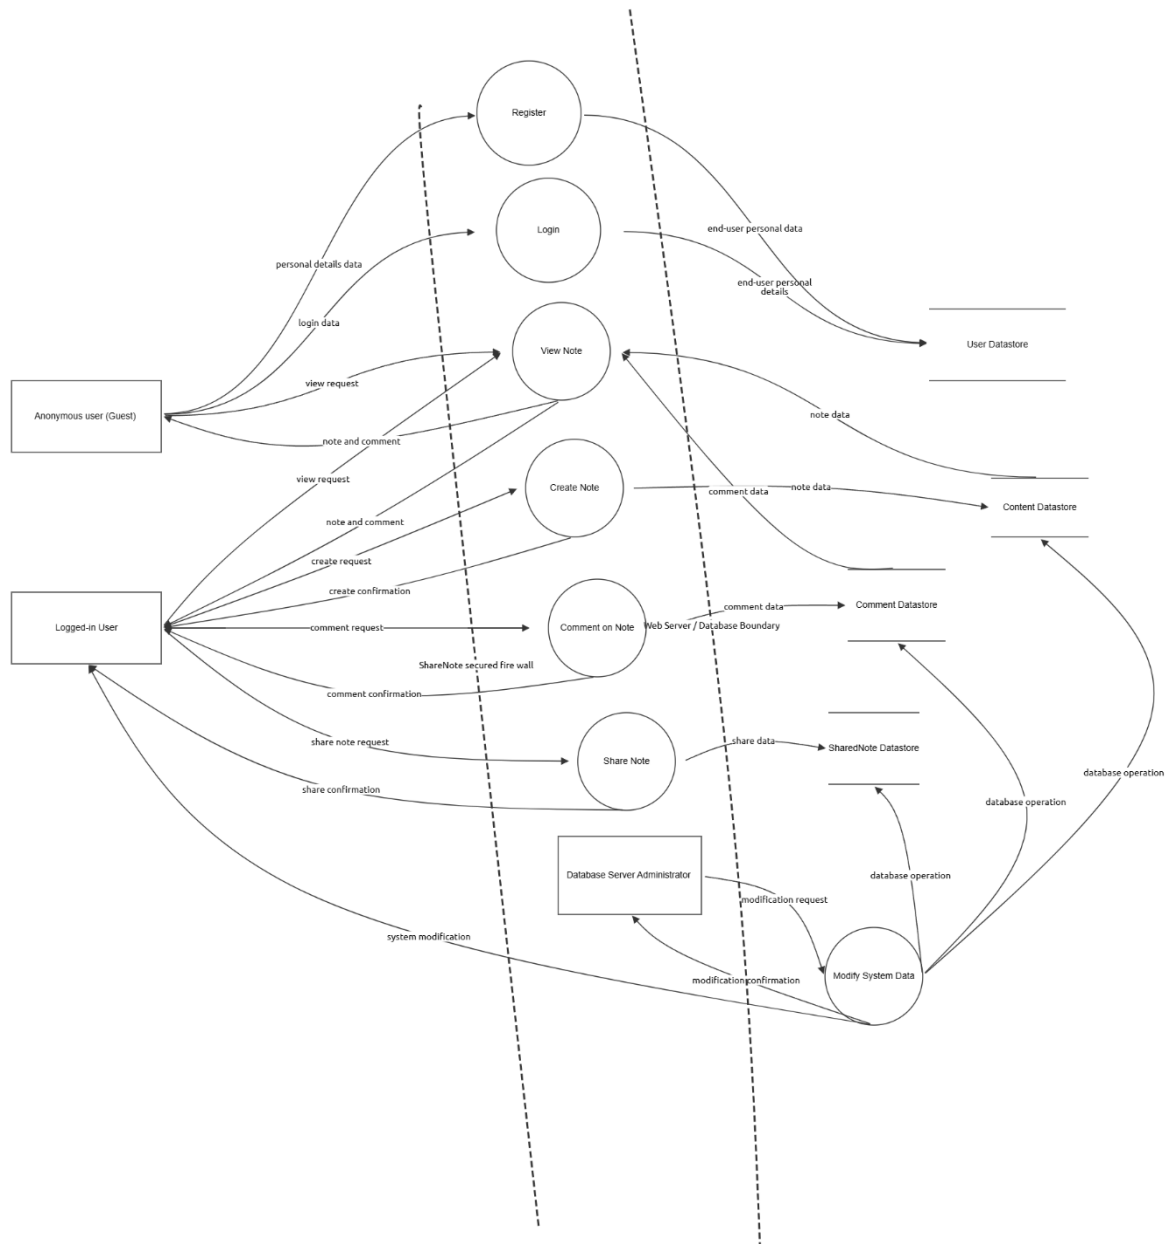 Register
Login
end-user personal data
personal details data
end-user personal
details
login data
User Datastore
View Note
view request
Anonymous user (Guest)
note data
note and comment
view request
Create Note
note data
comment data
Content Datastore
note and comment
create request
create confirmation
Comment Datastore
comment data
Logged-in User
comment request
Comment on Note
Web Server / Database Boundary
ShareNote secured fire wall
comment confirmation
share note request
share data
SharedNote Datastore
Share Note
database operation
share confirmation
database operation
Database Server Administrator
database operation
modification request
system modification
Modify System Data
modification confirmation